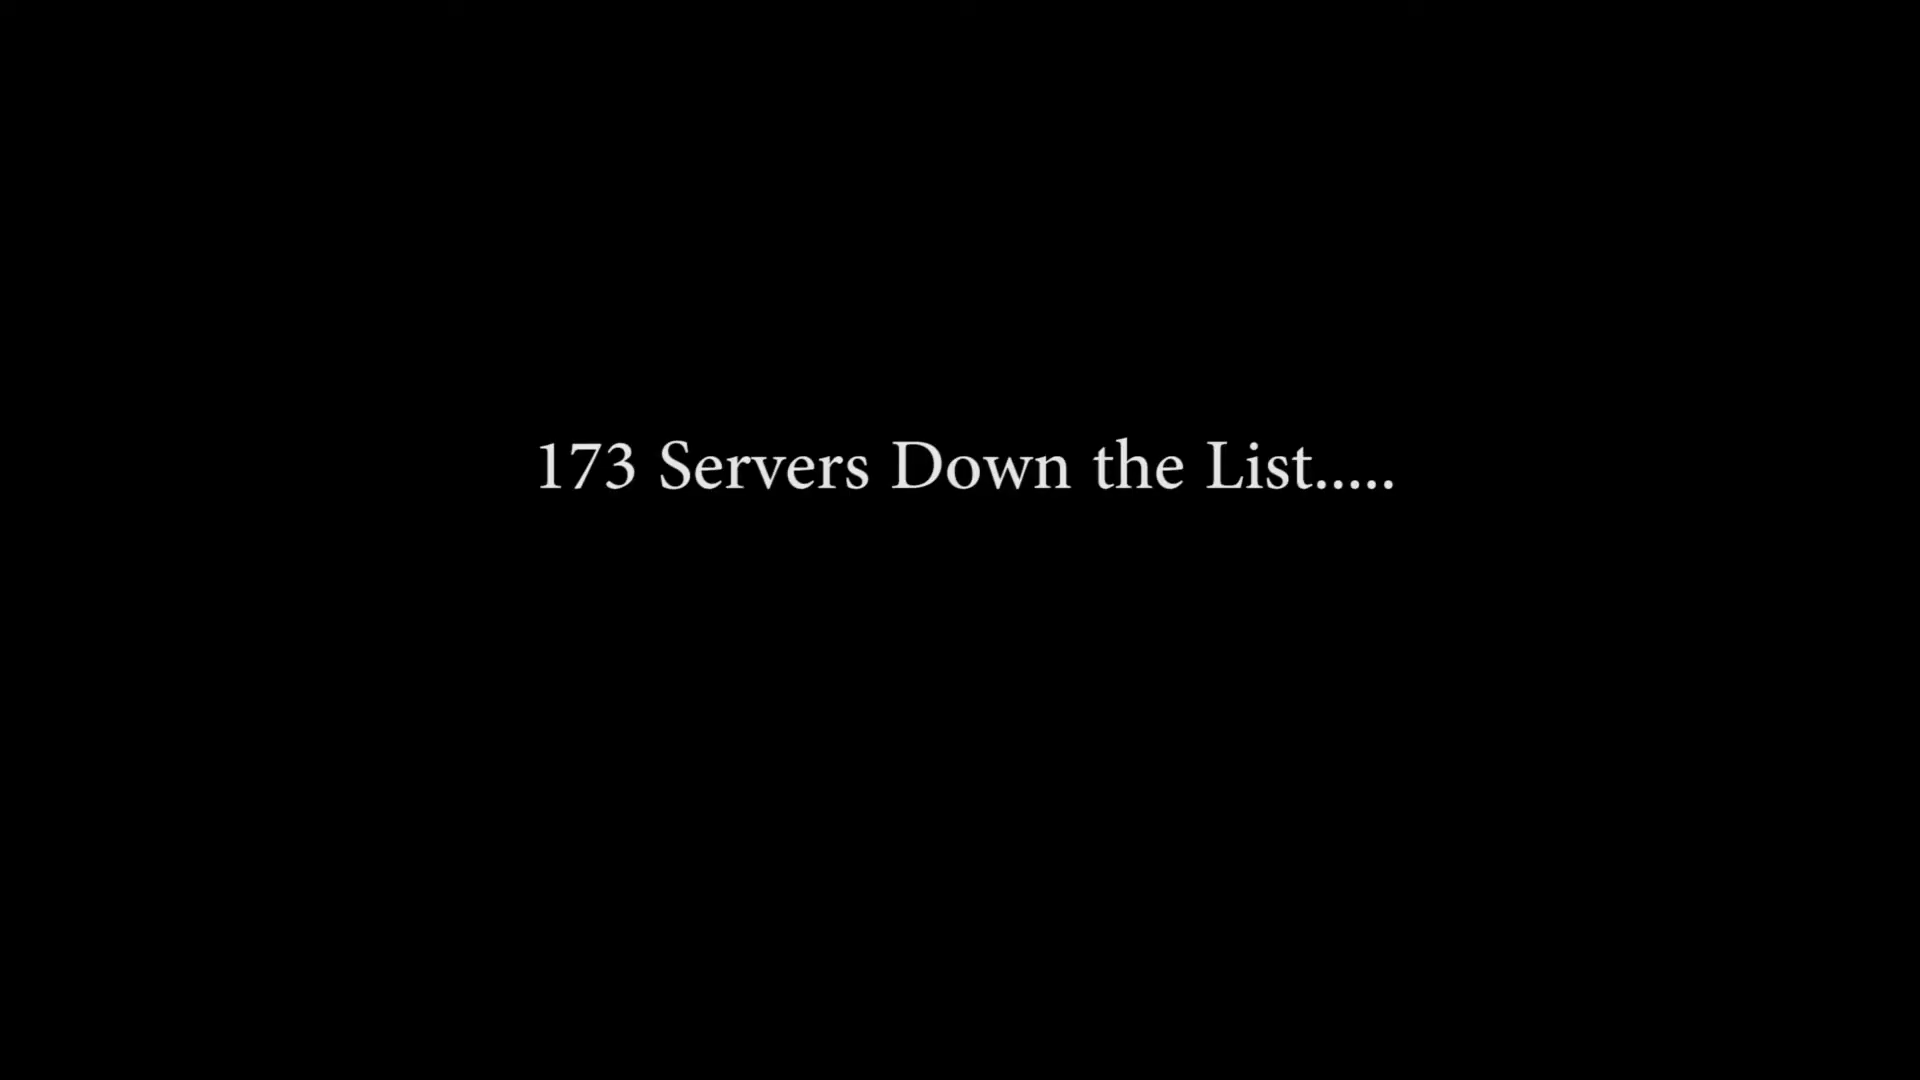 173 Servers Down the List.....